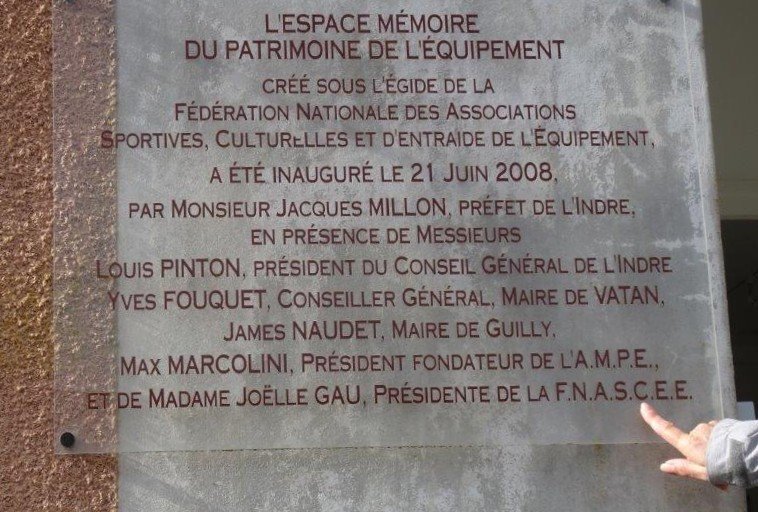 L'ESPACE MÉMOIRE
DU PATRIMOINE DE L'ÉQUIPEMENT
CRÉÉ SOUS L'ÉGIDE DE LA
FÉDÉRATION NATIONALE DES ASSOCIATIONS
SPORTIVES, CULTURELLES ET D'ENTRAIDE DE L'ÉQUIPEMENT,
A ÉTÉ INAUGURÉ LE 21 JUIN 2008,
PAR MONSIEUR JACQUES MILLON, PRÉFET DE L'INDRE,
EN PRÉSENCE DE MESSIEURS
LOUIS PINTON, PRÉSIDENT DU CONSEIL GÉNÉRAL DE L'INDRE
YVES FOUQUET, CONSEILLER GÉNÉRAL, MAIRE DE VATAN,
JAMES NAUDET, MAIRE DE GUILLY,
MAX MARCOLINI, PRÉSIDENT FONDATEUR DE L'A.M.P.E.,
ET DE MADAME JOËLLE GAU, PRÉSIDENTE DE LA F.N.A.S.C.E.E.